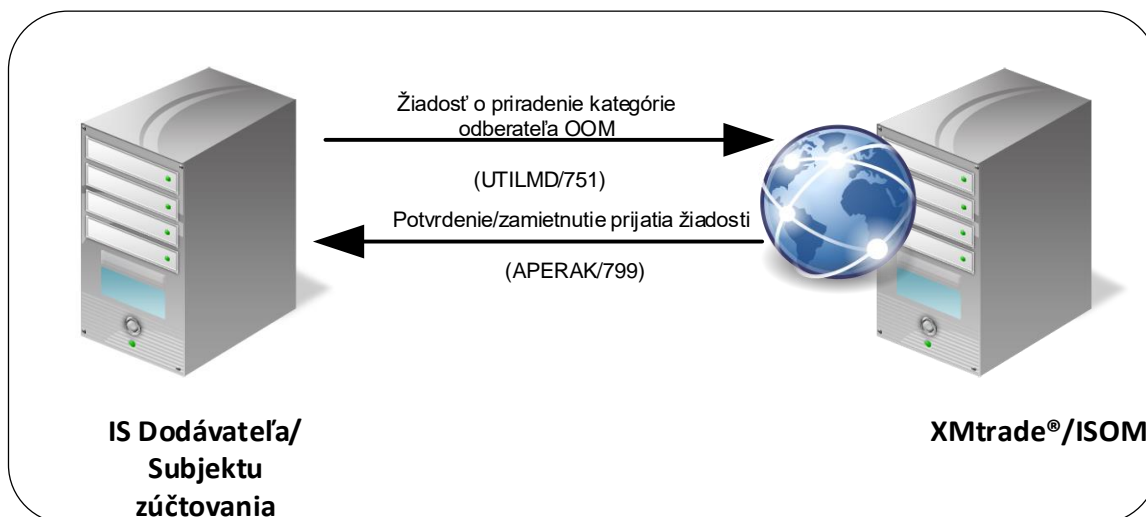 Žiadosť o priradenie kategórie
odberateľa OOM
(UTILMD/751)
Potvrdenie/zamietnutie prijatia žiadosti
(APERAK/799)
IS Dodávateľa/
Subjektu
zúčtovania
XMtrade®/ISOM